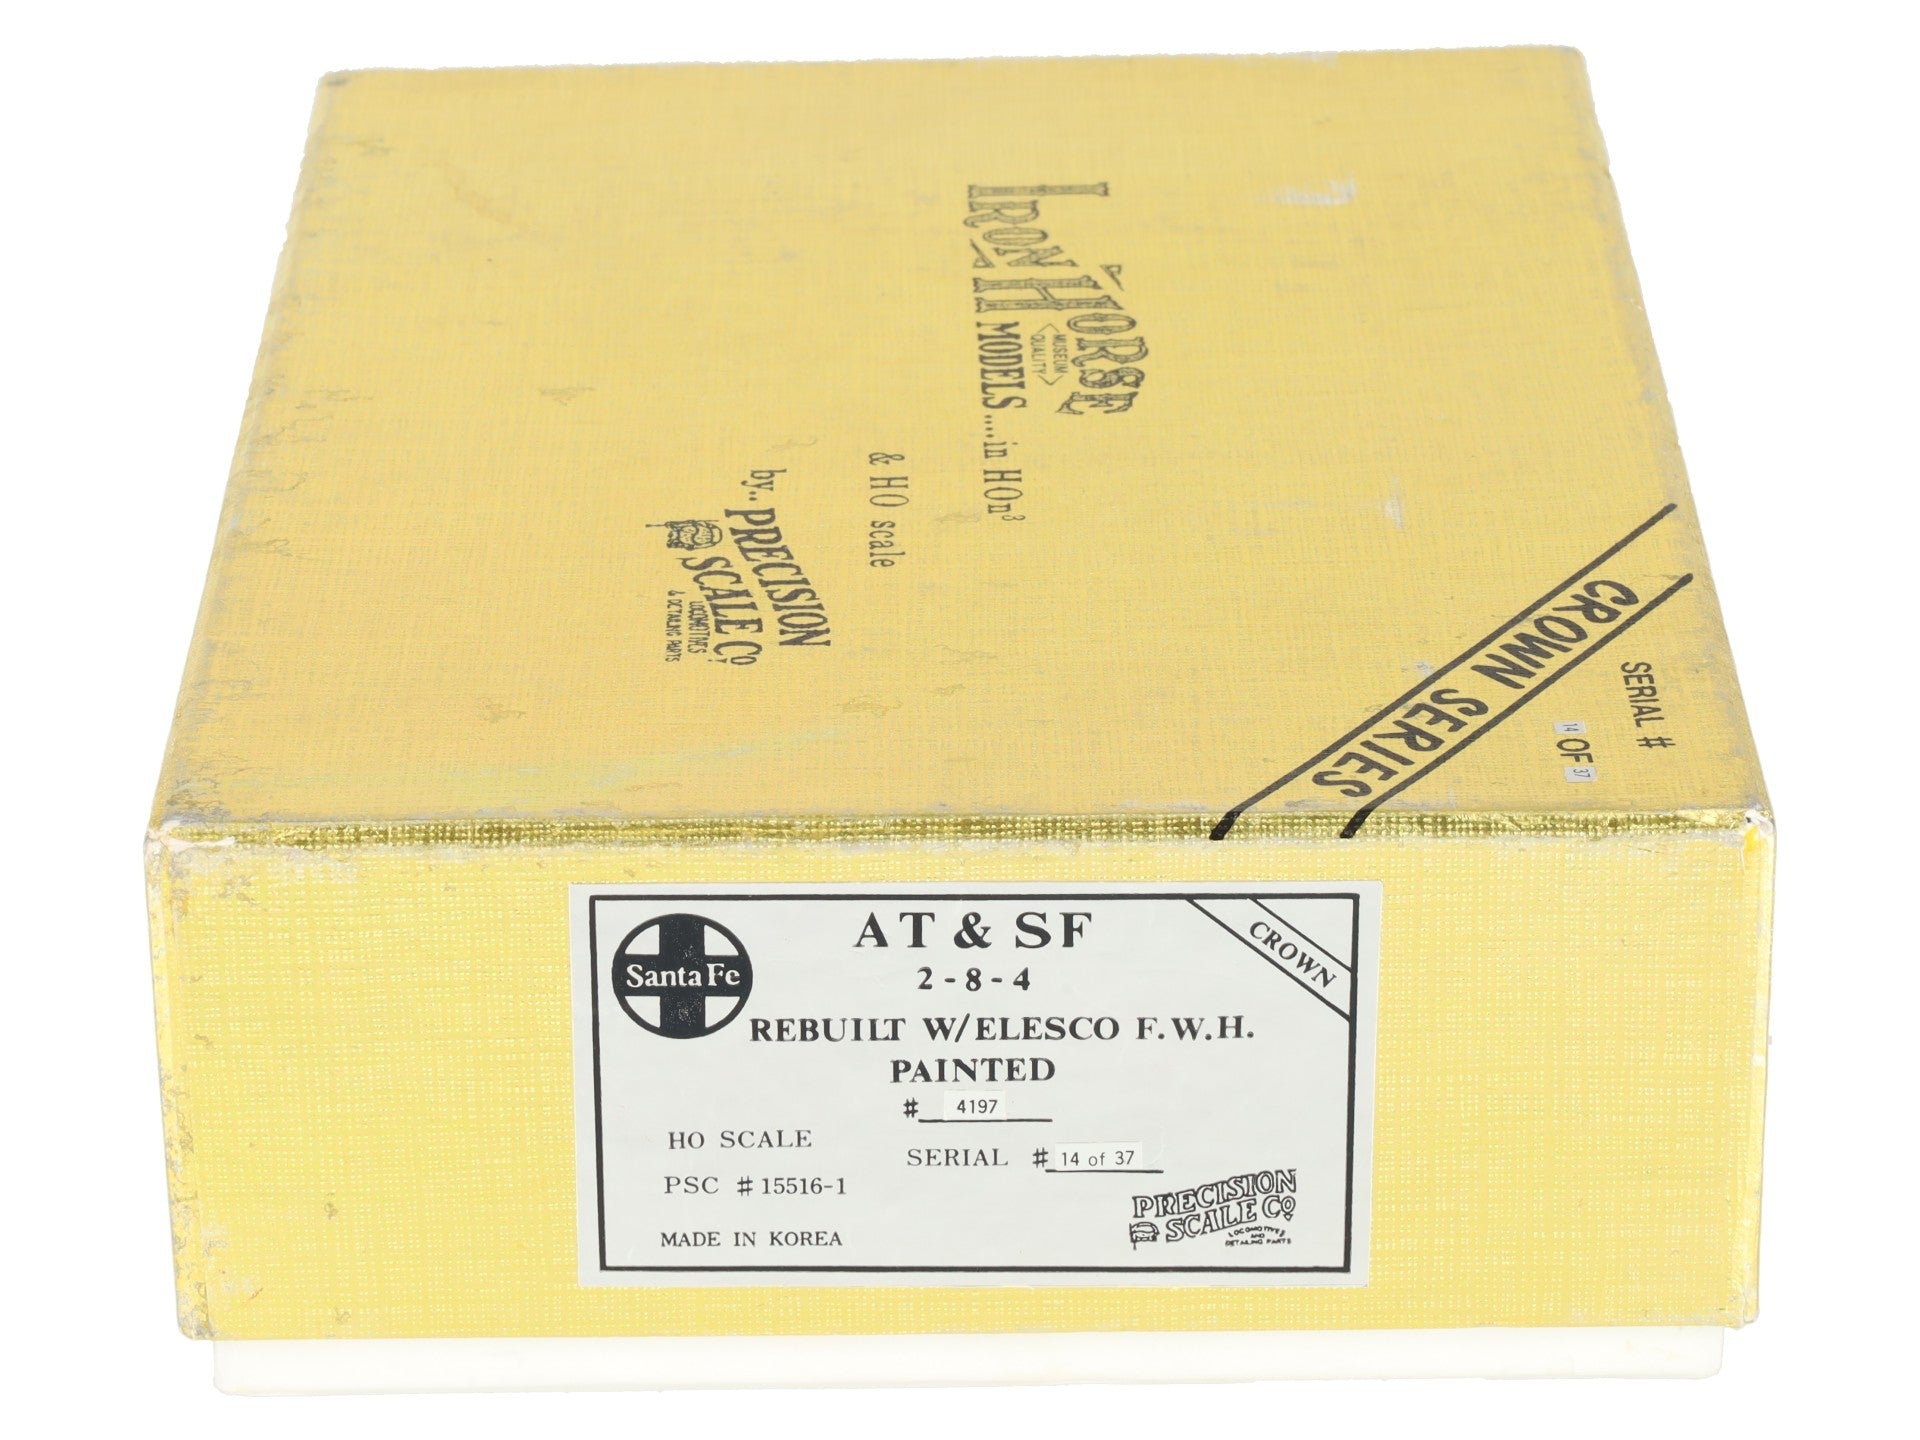 IRON HORSE
MUSEUM
QUALITY
MODELS....in HOn3
& HO scale
by.. PRECISION
SCALE Co
LOCOMOTIVES
& DETAILING PARTS
CROWN SERIES
SERIAL #
14 OF 37
AT & SF
CROWN
Santa Fe
2-8-4
REBUILT W/ELESCO F.W.H.
PAINTED
# 4197
HO SCALE
SERIAL # 14 of 37
PSC # 15516-1
PRECISION
SCALE Co
LOCOMOTIVES
AND
DETAILING PARTS
MADE IN KOREA